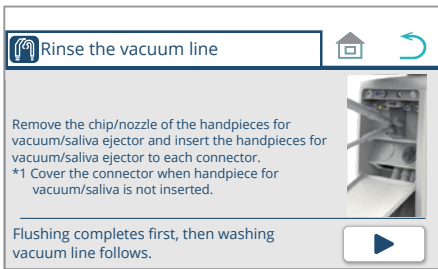 Rinse the vacuum line
Remove the chip/nozzle of the handpieces for
vacuum/saliva ejector and insert the handpieces for
vacuum/saliva ejector to each connector.
*1 Cover the connector when handpiece for
vacuum/saliva is not inserted.
Flushing completes first, then washing
vacuum line follows.